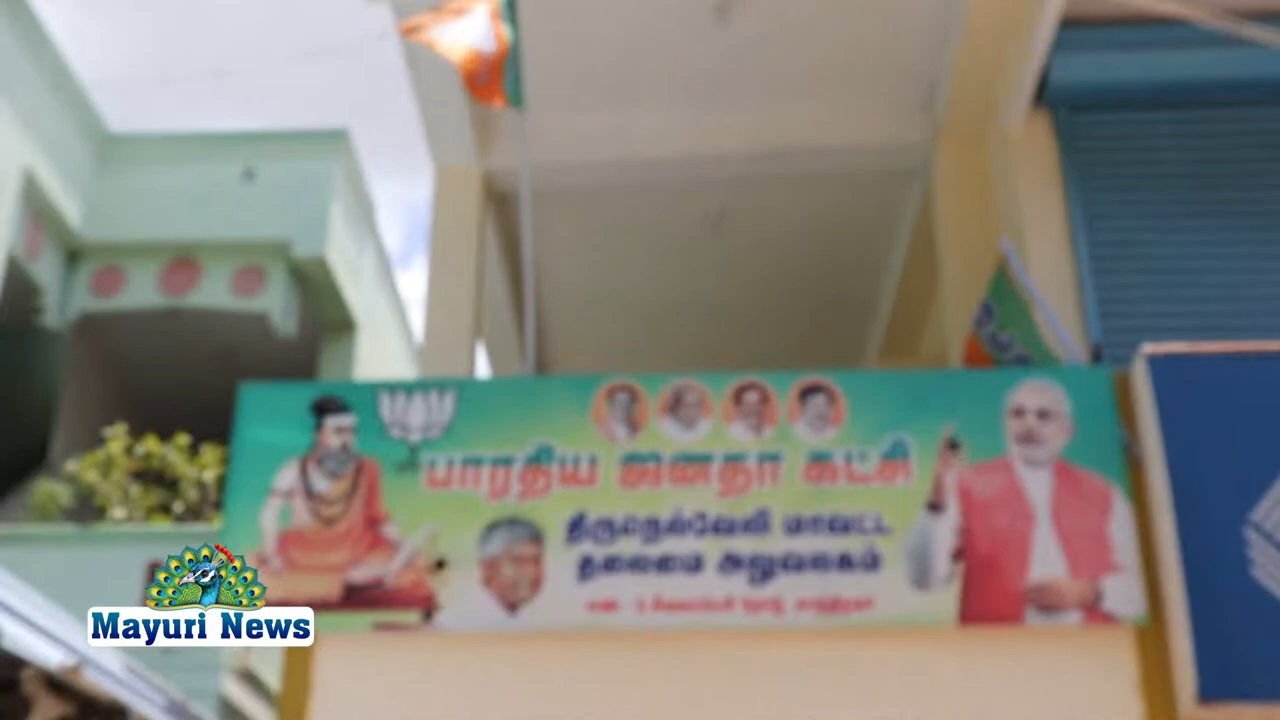 பாரதிய ஜனதா கட்சி
திருநெல்வேலி மாவட்ட
தலைமை அலுவலகம்
Mayuri News